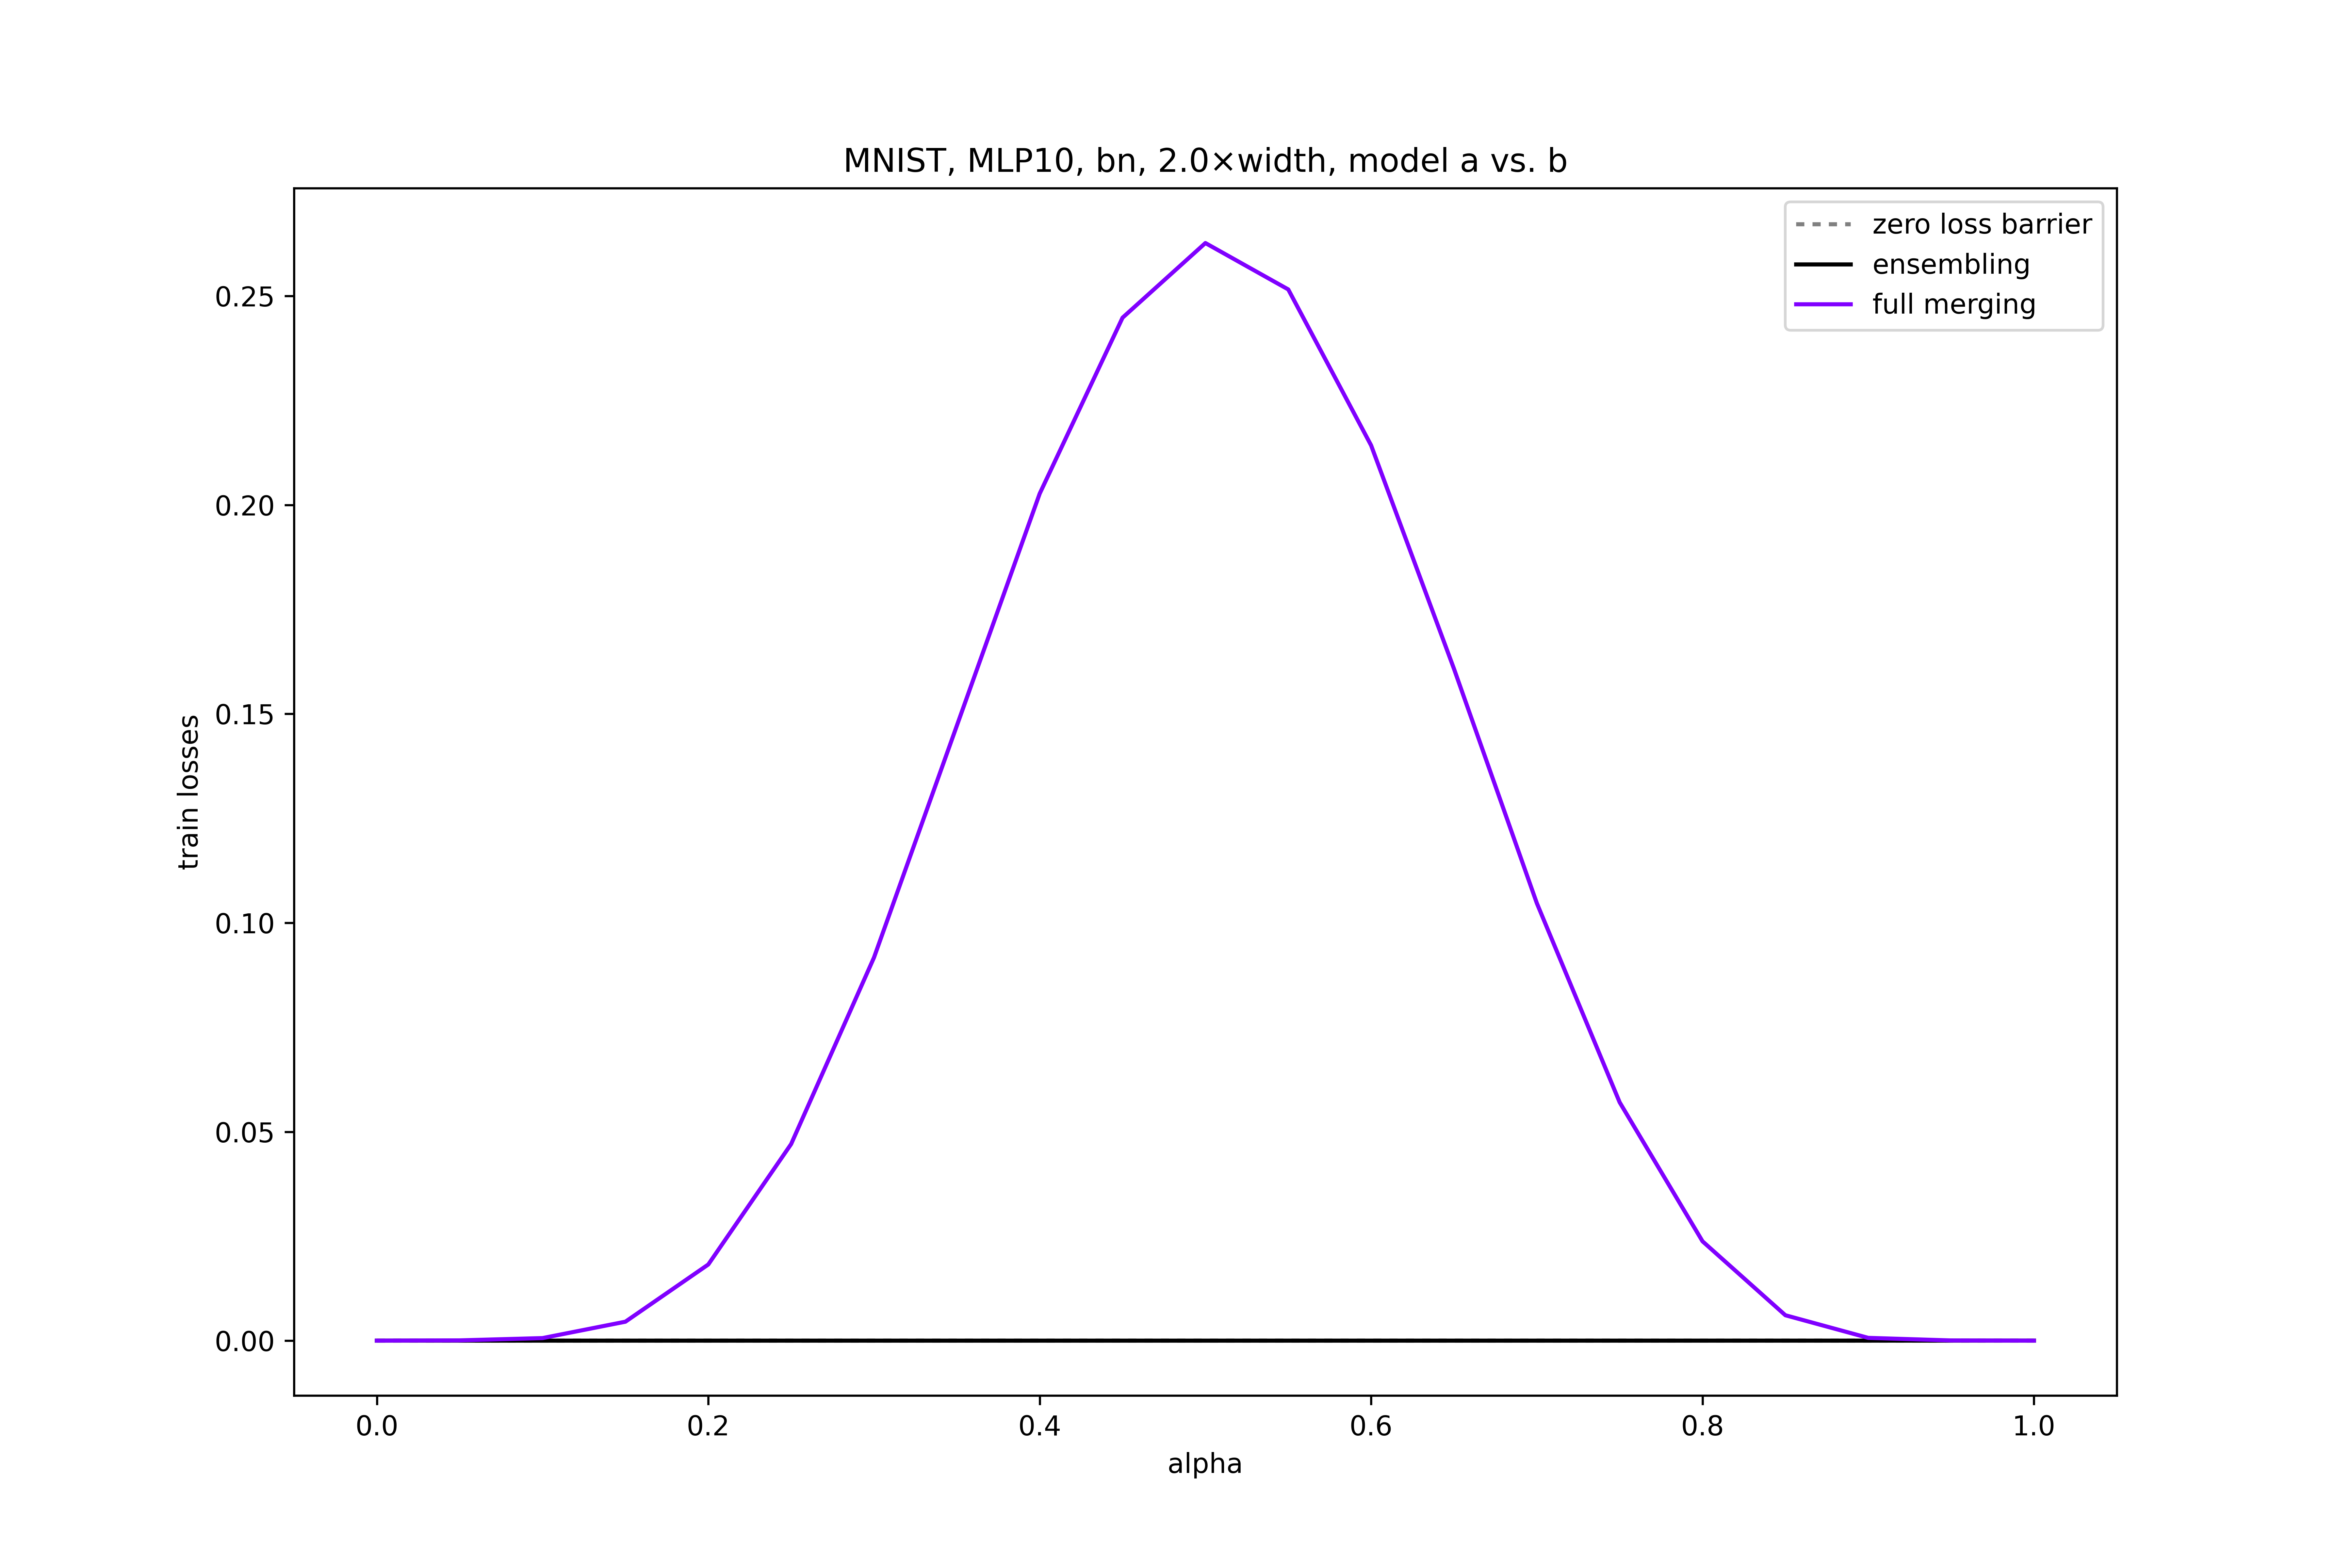 MNIST, MLP10, bn, 2.0×width, model a vs. b
zero loss barrier
ensembling
full merging
0.25
0.20
0.15
0.10
0.05
0.00
train losses
0.0 0.2 0.4 0.6 0.8 1.0
alpha